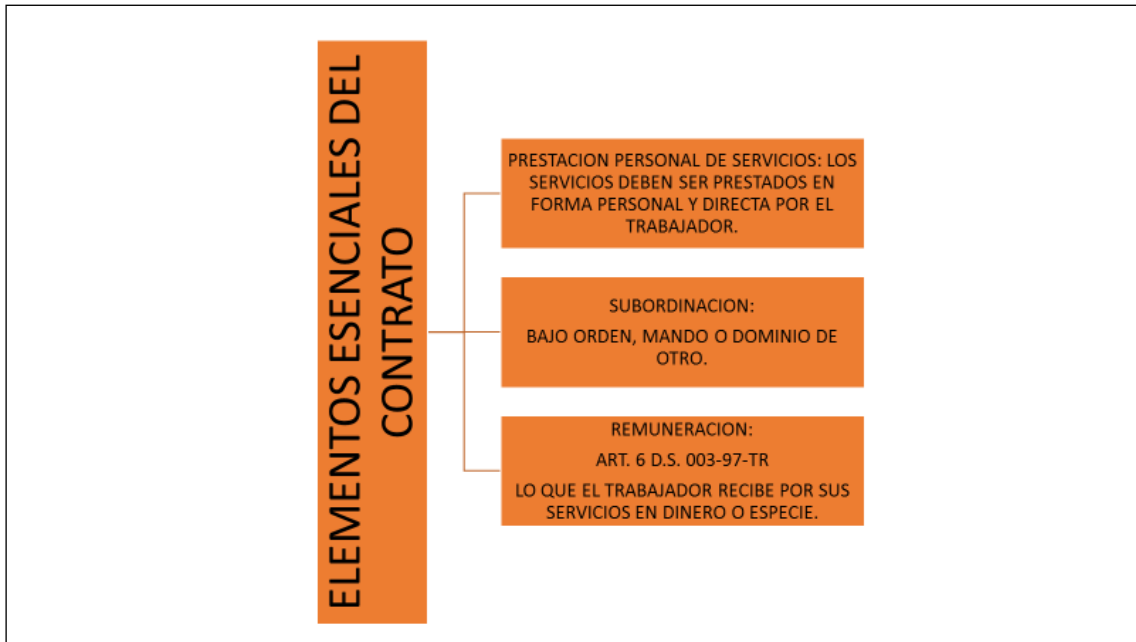 ELEMENTOS ESENCIALES DEL
CONTRATO
PRESTACION PERSONAL DE SERVICIOS: LOS
SERVICIOS DEBEN SER PRESTADOS EN
FORMA PERSONAL Y DIRECTA POR EL
TRABAJADOR.
SUBORDINACION:
BAJO ORDEN, MANDO O DOMINIO DE
OTRO.
REMUNERACION:
ART. 6 D.S. 003-97-TR
LO QUE EL TRABAJADOR RECIBE POR SUS
SERVICIOS EN DINERO O ESPECIE.